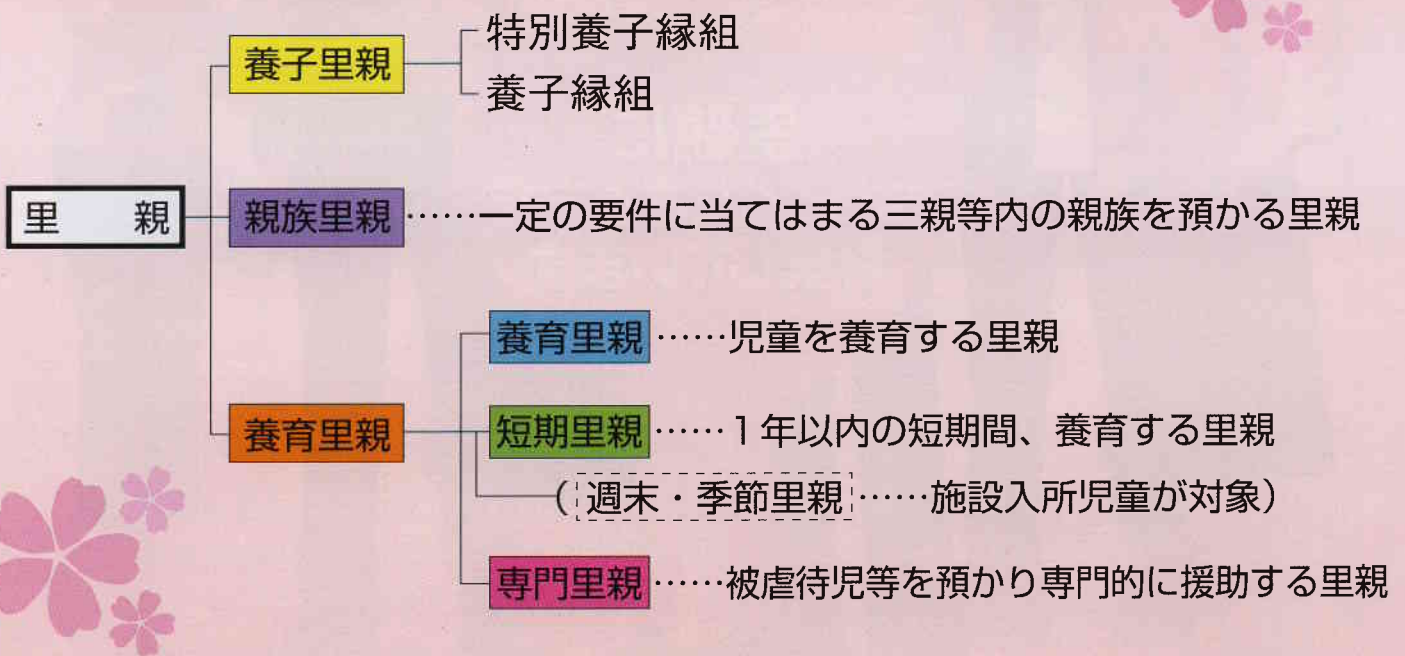 特別養子縁組
養子里親
養子縁組
里 親
親族里親……一定の要件に当てはまる三親等内の親族を預かる里親
養育里親……児童を養育する里親
養育里親
短期里親……1年以内の短期間、養育する里親
(週末・季節里親……施設入所児童が対象)
専門里親……被虐待児等を預かり専門的に援助する里親